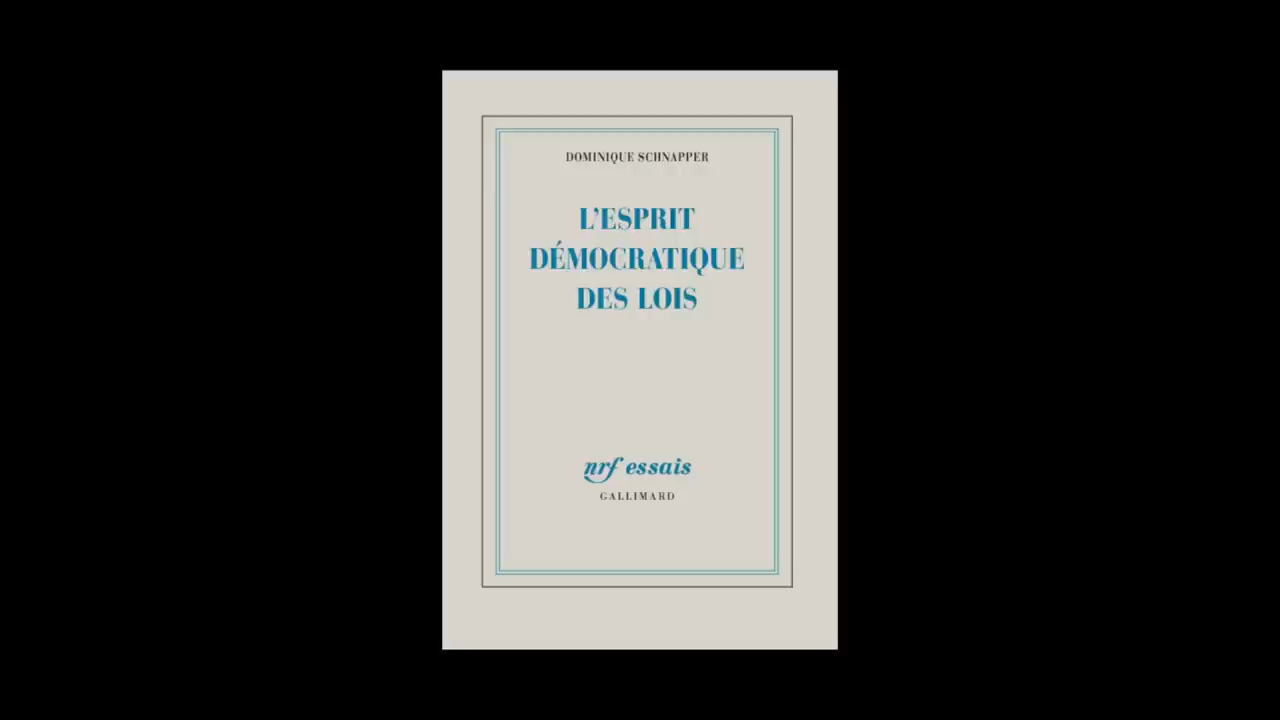 DOMINIQUE SCHNAPPER
L'ESPRIT
DÉMOCRATIQUE
DES LOIS
nrf essais
GALLIMARD